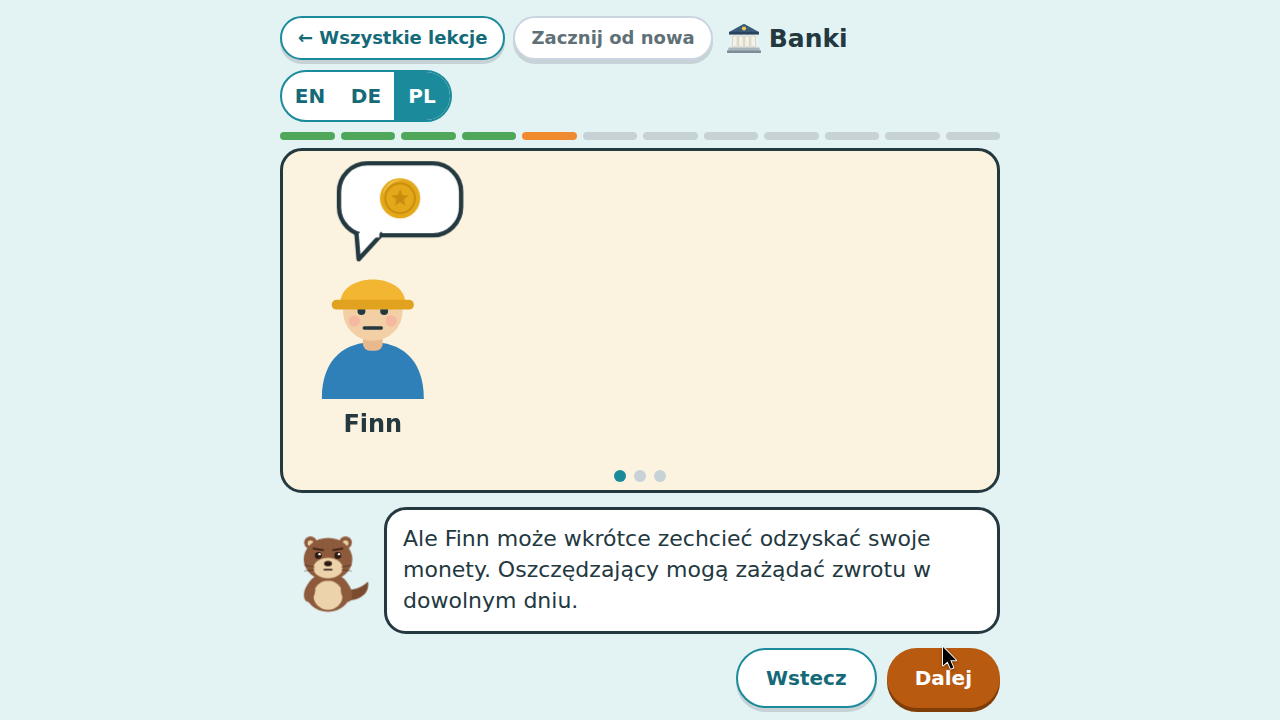 ← Wszystkie lekcje
Zacznij od nowa
Banki
EN DE PL
Finn
Ale Finn może wkrótce zechcieć odzyskać swoje
monety. Oszczędzający mogą zażądać zwrotu w
dowolnym dniu.
Wstecz
Dalej